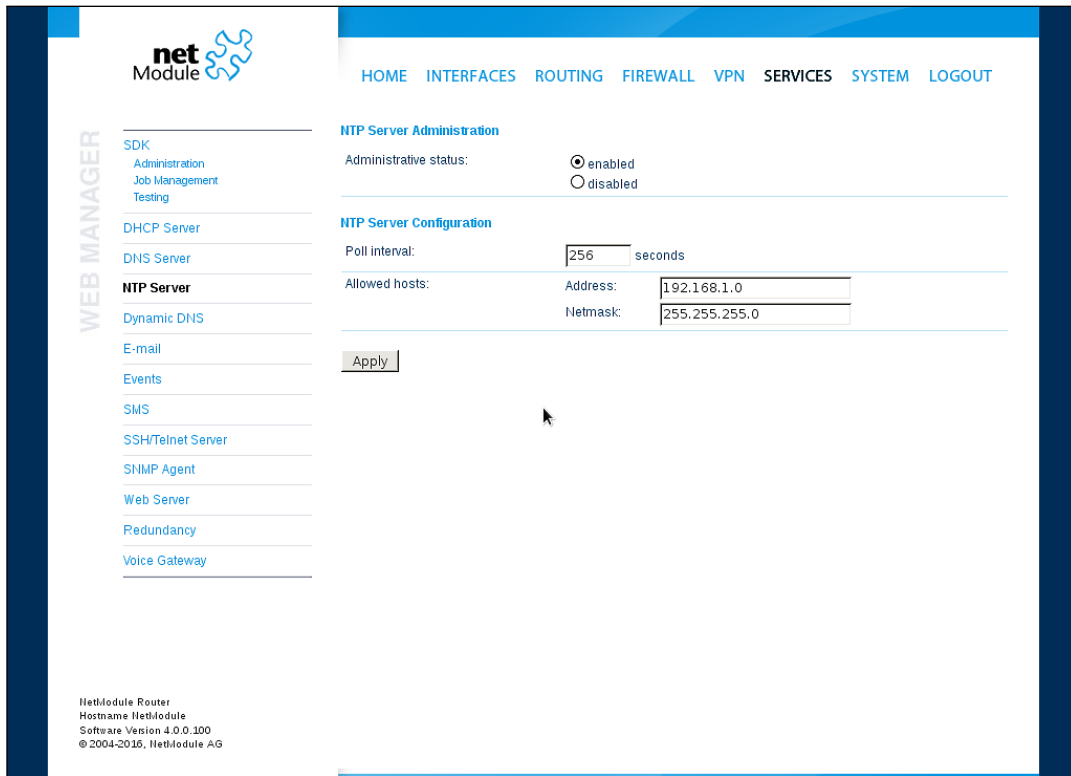 net
Module
HOME INTERFACES ROUTING FIREWALL VPN SERVICES SYSTEM LOGOUT
WEB MANAGER
SDK
Administration
Job Management
Testing
DHCP Server
DNS Server
NTP Server
Dynamic DNS
E-mail
Events
SMS
SSH/Telnet Server
SNMP Agent
Web Server
Redundancy
Voice Gateway
NTP Server Administration
Administrative status: enabled
disabled
NTP Server Configuration
Poll interval: 256 seconds
Allowed hosts: Address: 192.168.1.0
Netmask: 255.255.255.0
Apply
NetModule Router
Hostname NetModule
Software Version 4.0.0.100
© 2004-2016, NetModule AG